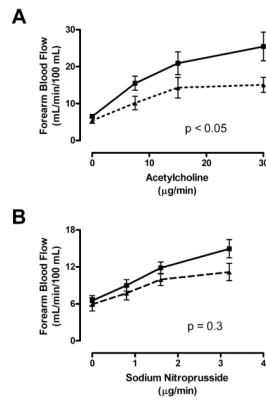 A
Forearm Blood Flow
(mL/min/100 mL)
30
20
10
0
p < 0.05
0 10 20 30
Acetylcholine
(µg/min)
B
Forearm Blood Flow
(mL/min/100 mL)
18
12
6
0
p = 0.3
0 1 2 3 4
Sodium Nitroprusside
(µg/min)